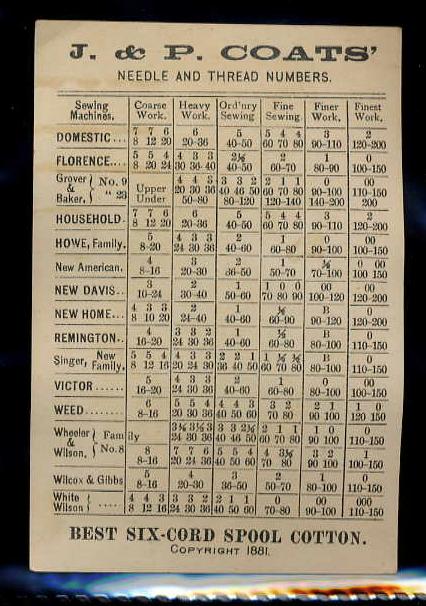 J. & P. COATS'
NEEDLE AND THREAD NUMBERS.
Sewing Machines. Coarse Work. Heavy Work. Ord'nry Sewing Fine Sewing. Finer Work. Finest Work.
DOMESTIC... 7 7 6 6 5 5 4 4 3 2
8 12 20 20-36 40-50 60 70 80 90-110 120-200
FLORENCE... 5 5 4 4 3 3 2½ 2 1 0
8 20 24 30 36 40 40-50 60-70 80-90 100-150
Grover & Baker, No. 9 4 4 3 3 3 2 2 1 1 0 00
Upper 20 30 36 40 46 50 60 70 80 90-100 110-150
" 23 Under 50-80 80-120 120-140 140-200 200
HOUSEHOLD. 7 7 6 6 5 5 4 4 3 2
8 12 20 20-36 40-50 60 70 80 90-110 120-200
HOWE, Family. 5 4 3 3 2 1 0 00
8-20 24 30 36 40-60 60-80 90-100 100-150
New American. 4 3 2 1 ½ 0 00
8-16 20-30 36-50 50-70 70-100 100 150
NEW DAVIS.. 3 2 1 1 0 0 00 00
10-24 30-40 50-60 70 80 90 100-120 120-200
NEW HOME... 4 3 3 2 1 ½ B 0
8 10 20 24-40 40-60 60-90 90-120 120-200
REMINGTON.. 4 3 3 2 1 ½ B 0
16-20 24 30 36 40-60 60-80 80-100 110-150
Singer, New Family, 5 5 4 4 3 3 2 2 1 1 ½ ½ B 0
8 12 16 20 24 30 36 40 50 60 70 80 80-100 110-150
VICTOR...... 5 4 3 3 2 1 0 00
16-20 24 30 36 40-60 60-80 80-100 100-150
WEED........ 6 5 5 4 4 4 3 3 2 2 1 1 0
8-16 20 30 36 40 50 60 70 80 90 100 120 150
Wheeler & Wilson, Family 3½ 3½ 3 3 3 2½ 2 1 1 1 0 0
24 30 36 40 46 50 60 70 80 90 100 110-150
No. 8 8 7 7 6 5 5 4 4 3½ 3 2 1
8-16 20 24 36 40 50 60 70 80 90 100 100-150
Wilcox & Gibbs 5 4 3 2 1 0
8-16 20-30 36-50 50-70 80-100 110-150
White Wilson 4 4 3 3 3 2 2 1 1 0 00 000
8 12 16 24 30 36 40 50 60 70-80 90-100 110-150
BEST SIX-CORD SPOOL COTTON.
COPYRIGHT 1881.